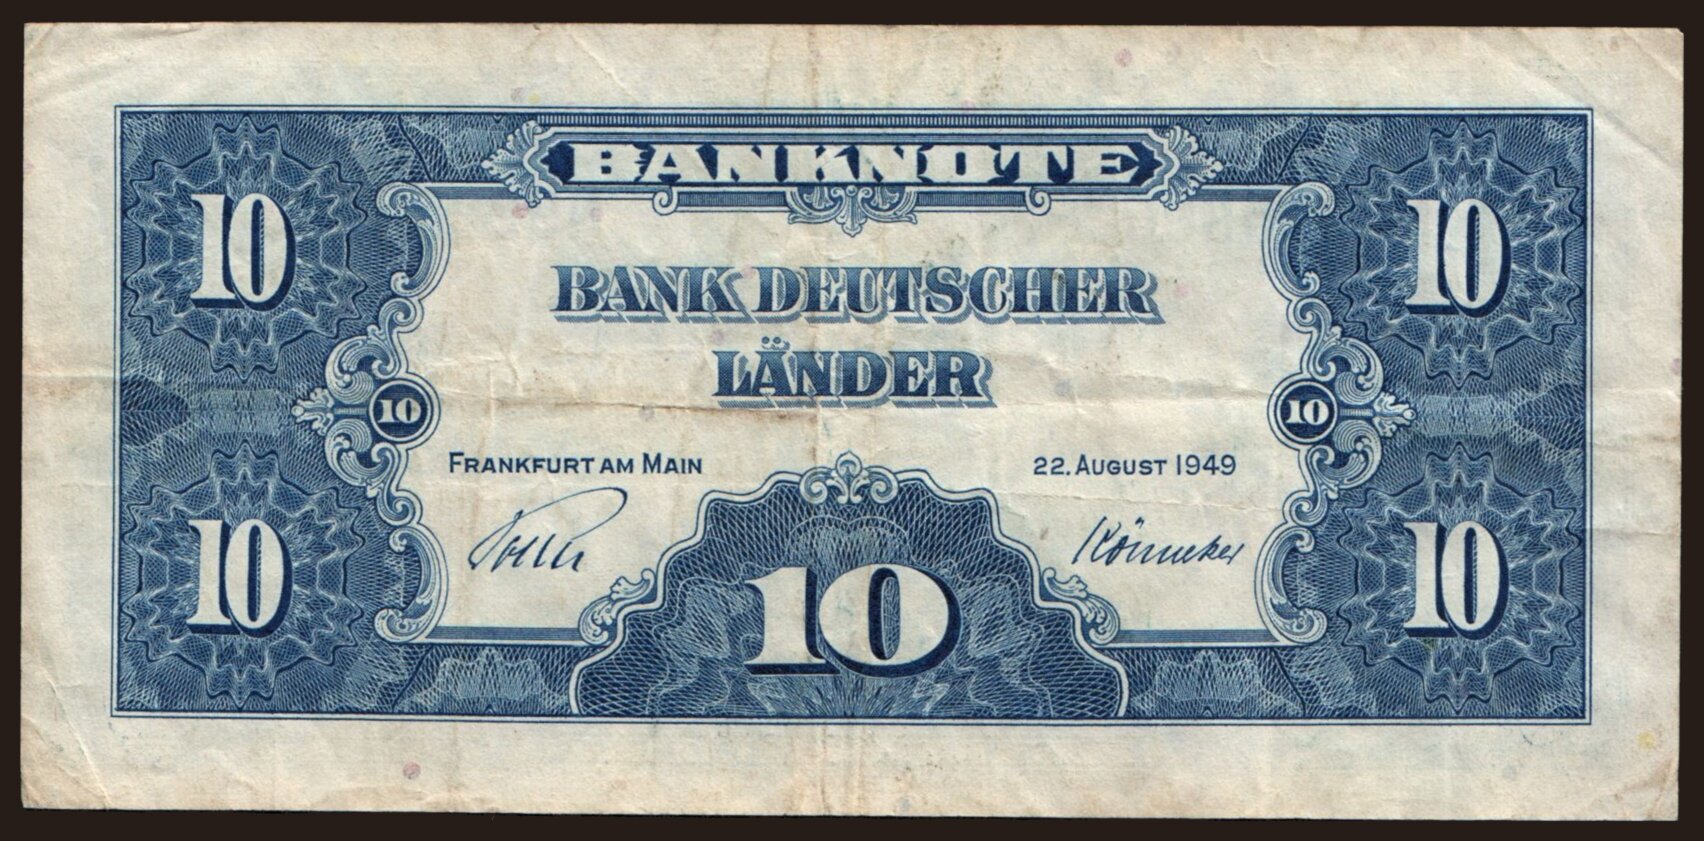 BANKNOTE
10 10
BANK DEUTSCHER
LÄNDER
10 10
FRANKFURT AM MAIN 22. AUGUST 1949
10 10 10